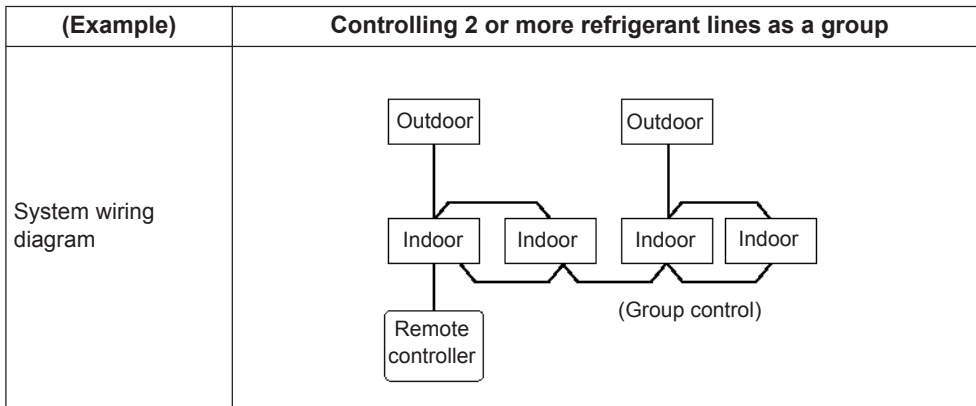 (Example)
Controlling 2 or more refrigerant lines as a group
System wiring
diagram
Outdoor
Outdoor
Indoor
Indoor
Indoor
Indoor
(Group control)
Remote
controller